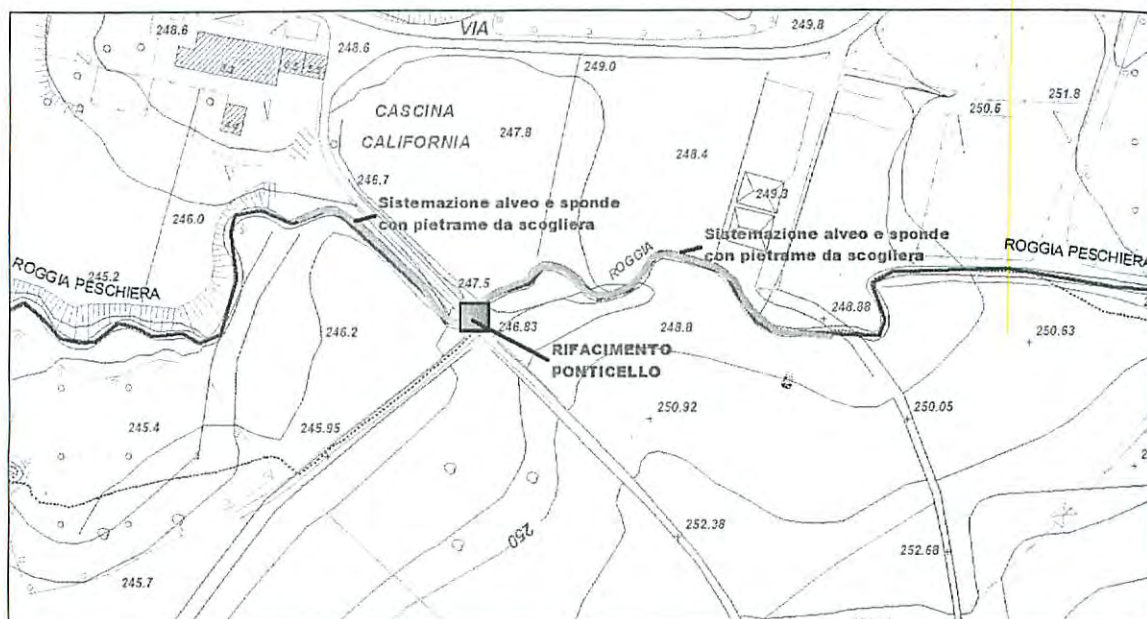 248.6
VIA
249.8
248.6
249.0
251.8
250.6
CASCINA
CALIFORNIA
247.8
248.4
246.7
249.3
246.0
Sistemazione alveo e sponde
con pietrame da scogliera
ROGGIA
Sistemazione alveo e sponde
con pietrame da scogliera
ROGGIA PESCHIERA
ROGGIA PESCHIERA
245.2
247.5
248.88
246.2
246.83
248.8
250.63
RIFACIMENTO
PONTICELLO
245.4
245.95
250.92
250.05
250
252.38
252.68
245.7